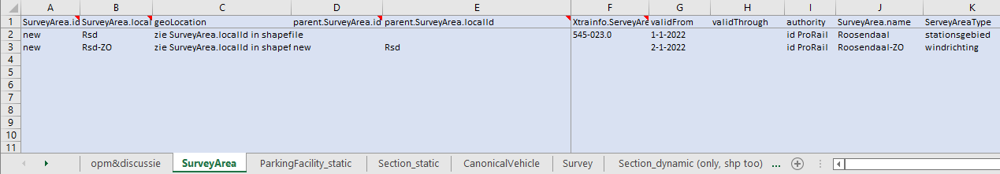 A B C D E F G H I J K
1 SurveyArea.id SurveyArea.local geoLocation parent.SurveyArea.id parent.SurveyArea.localId Xtrainfo.ServeyAre validFrom validThrough authority SurveyArea.name ServeyAreaType
2 new Rsd zie SurveyArea.localId in shapefile 545-023.0 1-1-2022 id ProRail Roosendaal stationsgebied
3 new Rsd-ZO zie SurveyArea.localId in shapef new Rsd 2-1-2022 id ProRail Roosendaal-ZO windrichting
4
5
6
7
8
9
10
11
opm&discussie SurveyArea ParkingFacility_static Section_static CanonicalVehicle Survey Section_dynamic (only, shp too) ...